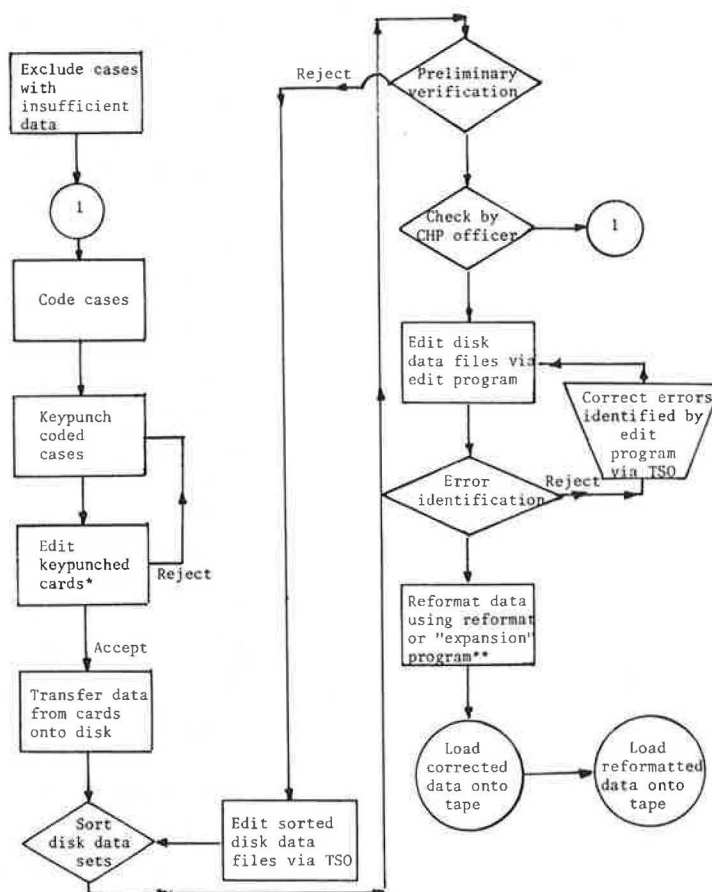 Exclude cases
with
insufficient
data
1
Code cases
Keypunch
coded
cases
Edit
keypunched
cards*
Reject
Accept
Transfer data
from cards
onto disk
Sort
disk data
sets
Edit sorted
disk data
files via TSO
Reject
Preliminary
verification
Check by
CHP officer
1
Edit disk
data files via
edit program
Correct errors
identified by
edit
program
via TSO
Error
identification
Reject
Reformat data
using reformat
or "expansion"
program**
Load
corrected
data onto
tape
Load
reformatted
data onto
tape